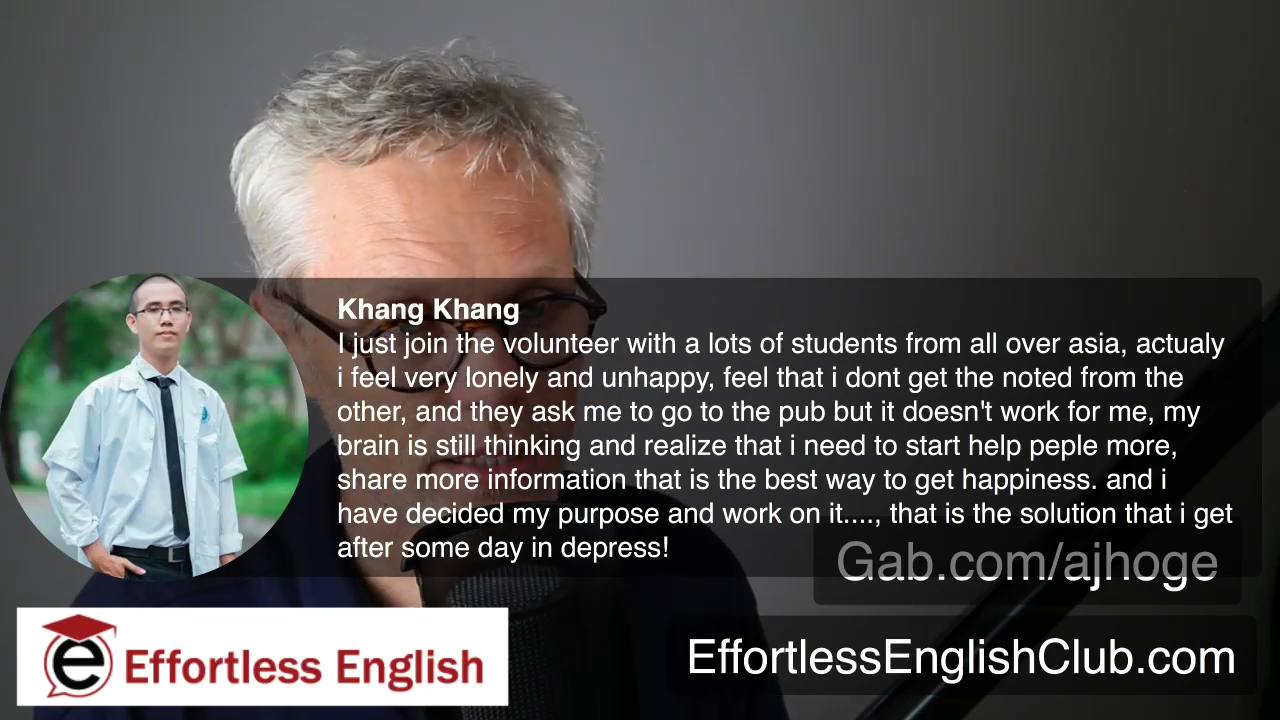 Khang Khang
I just join the volunteer with a lots of students from all over asia, actualy
i feel very lonely and unhappy, feel that i dont get the noted from the
other, and they ask me to go to the pub but it doesn't work for me, my
brain is still thinking and realize that i need to start help peple more,
share more information that is the best way to get happiness. and i
have decided my purpose and work on it...., that is the solution that i get
after some day in depress!
Gab.com/ajhoge
e Effortless English
EffortlessEnglishClub.com